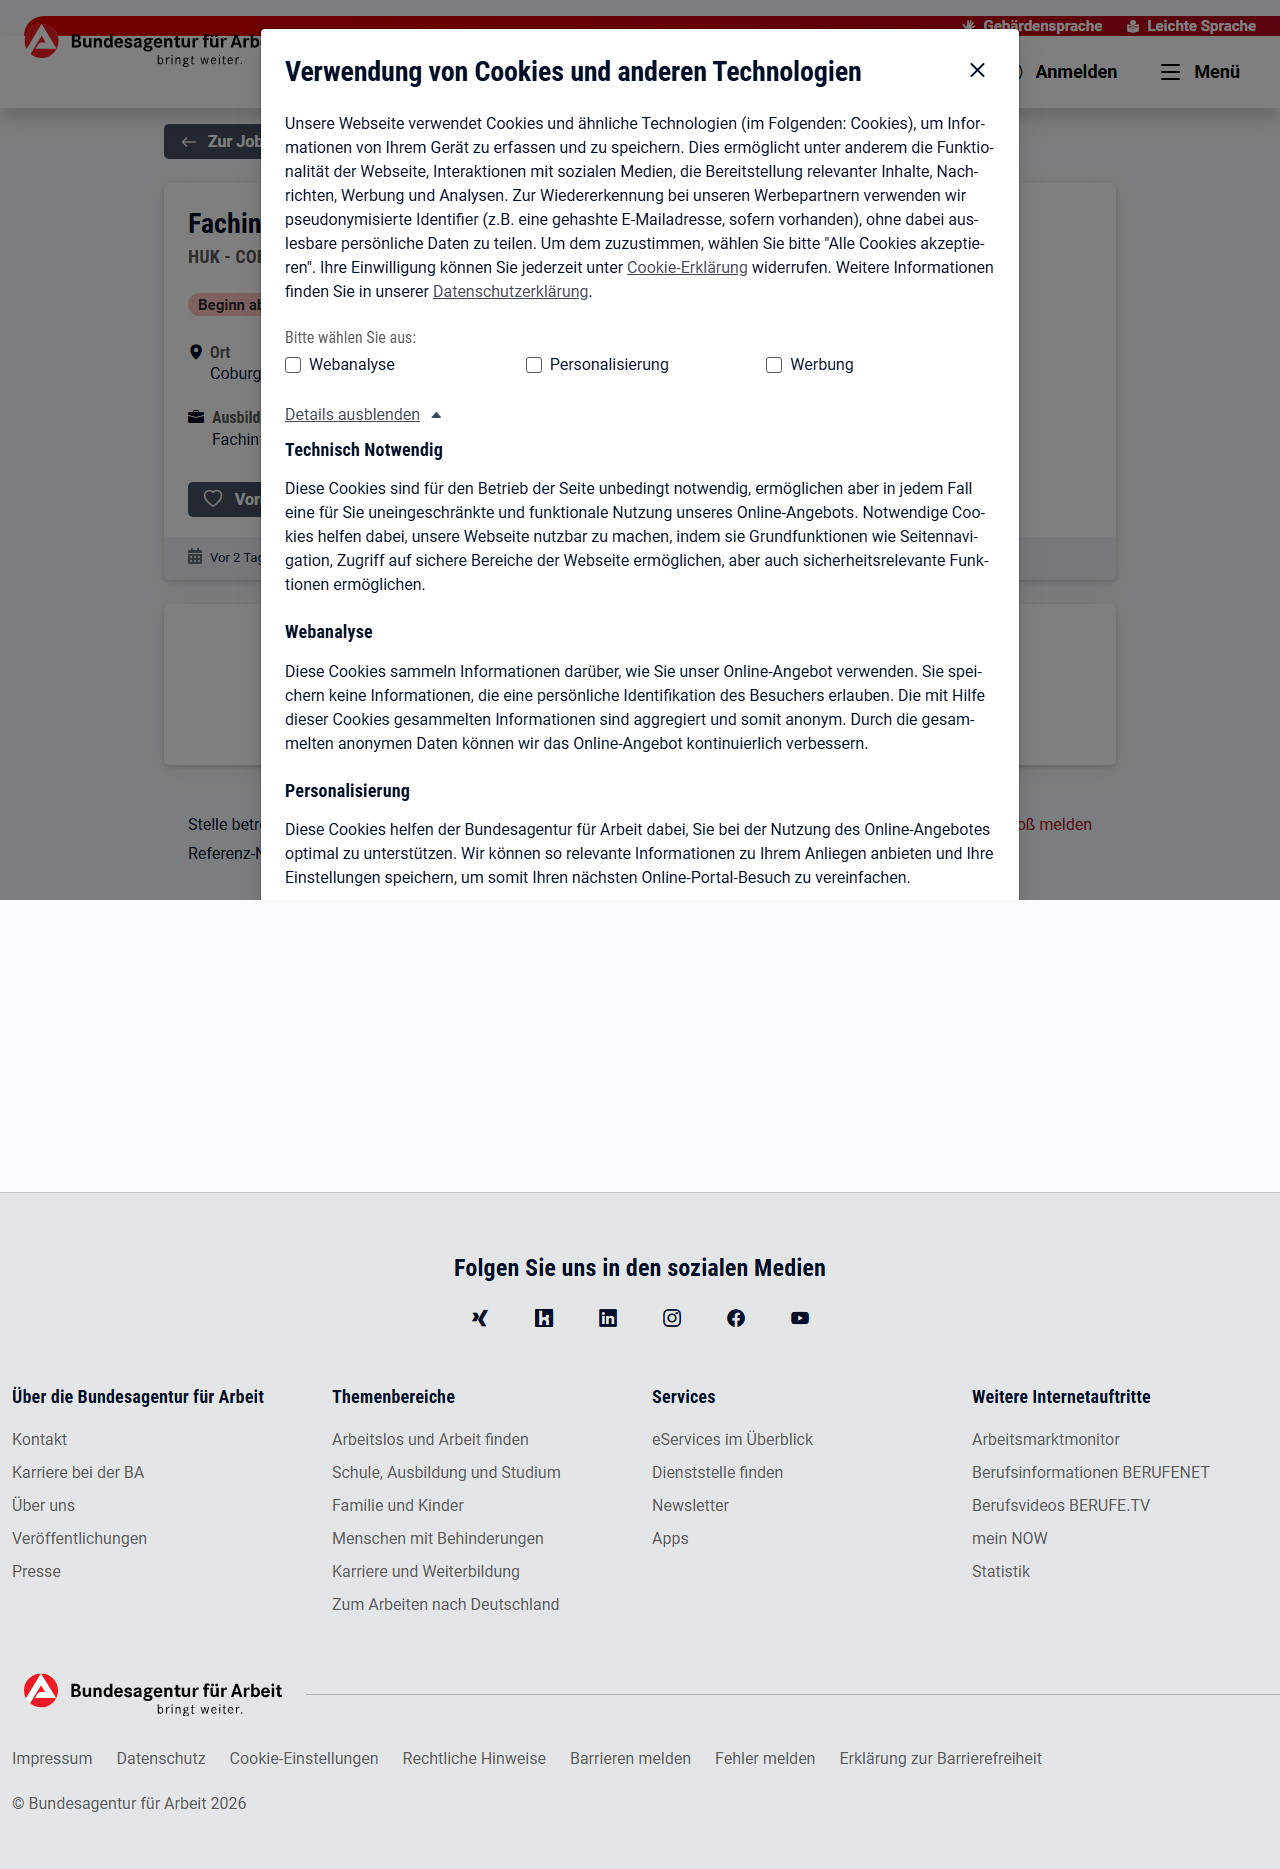 Gebärdensprache
Leichte Sprache
Bundesagentur für Arbe
bringt weiter.
Anmelden
Menü
Zur Job
Fachin
HUK - COB
Beginn ab
Ort
Coburg
Ausbild
Fachin
Vor
Vor 2 Tag
Stelle betr
oß melden
Referenz-N
Verwendung von Cookies und anderen Technologien
Unsere Webseite verwendet Cookies und ähnliche Technologien (im Folgenden: Cookies), um Infor-
mationen von Ihrem Gerät zu erfassen und zu speichern. Dies ermöglicht unter anderem die Funktio-
nalität der Webseite, Interaktionen mit sozialen Medien, die Bereitstellung relevanter Inhalte, Nach-
richten, Werbung und Analysen. Zur Wiedererkennung bei unseren Werbepartnern verwenden wir
pseudonymisierte Identifier (z.B. eine gehashte E-Mailadresse, sofern vorhanden), ohne dabei aus-
lesbare persönliche Daten zu teilen. Um dem zuzustimmen, wählen Sie bitte "Alle Cookies akzeptie-
ren". Ihre Einwilligung können Sie jederzeit unter Cookie-Erklärung widerrufen. Weitere Informationen
finden Sie in unserer Datenschutzerklärung.
Bitte wählen Sie aus:
Webanalyse
Personalisierung
Werbung
Details ausblenden
Technisch Notwendig
Diese Cookies sind für den Betrieb der Seite unbedingt notwendig, ermöglichen aber in jedem Fall
eine für Sie uneingeschränkte und funktionale Nutzung unseres Online-Angebots. Notwendige Coo-
kies helfen dabei, unsere Webseite nutzbar zu machen, indem sie Grundfunktionen wie Seitennavi-
gation, Zugriff auf sichere Bereiche der Webseite ermöglichen, aber auch sicherheitsrelevante Funk-
tionen ermöglichen.
Webanalyse
Diese Cookies sammeln Informationen darüber, wie Sie unser Online-Angebot verwenden. Sie spei-
chern keine Informationen, die eine persönliche Identifikation des Besuchers erlauben. Die mit Hilfe
dieser Cookies gesammelten Informationen sind aggregiert und somit anonym. Durch die gesam-
melten anonymen Daten können wir das Online-Angebot kontinuierlich verbessern.
Personalisierung
Diese Cookies helfen der Bundesagentur für Arbeit dabei, Sie bei der Nutzung des Online-Angebotes
optimal zu unterstützen. Wir können so relevante Informationen zu Ihrem Anliegen anbieten und Ihre
Einstellungen speichern, um somit Ihren nächsten Online-Portal-Besuch zu vereinfachen.
Folgen Sie uns in den sozialen Medien
Über die Bundesagentur für Arbeit
Kontakt
Karriere bei der BA
Über uns
Veröffentlichungen
Presse
Themenbereiche
Arbeitslos und Arbeit finden
Schule, Ausbildung und Studium
Familie und Kinder
Menschen mit Behinderungen
Karriere und Weiterbildung
Zum Arbeiten nach Deutschland
Services
eServices im Überblick
Dienststelle finden
Newsletter
Apps
Weitere Internetauftritte
Arbeitsmarktmonitor
Berufsinformationen BERUFENET
Berufsvideos BERUFE.TV
mein NOW
Statistik
Bundesagentur für Arbeit
bringt weiter.
Impressum
Datenschutz
Cookie-Einstellungen
Rechtliche Hinweise
Barrieren melden
Fehler melden
Erklärung zur Barrierefreiheit
© Bundesagentur für Arbeit 2026